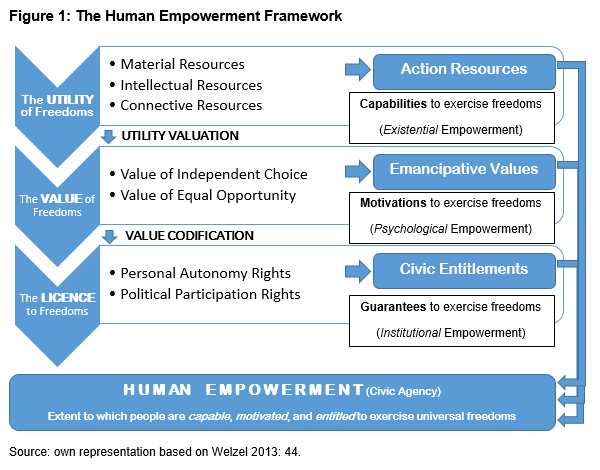 Figure 1: The Human Empowerment Framework
The UTILITY
of Freedoms
• Material Resources
• Intellectual Resources
• Connective Resources
Action Resources
Capabilities to exercise freedoms
(Existential Empowerment)
UTILITY VALUATION
The VALUE of
Freedoms
• Value of Independent Choice
• Value of Equal Opportunity
Emancipative Values
Motivations to exercise freedoms
(Psychological Empowerment)
VALUE CODIFICATION
The LICENCE
to Freedoms
• Personal Autonomy Rights
• Political Participation Rights
Civic Entitlements
Guarantees to exercise freedoms
(Institutional Empowerment)
HUMAN EMPOWERMENT (Civic Agency)
Extent to which people are capable, motivated, and entitled to exercise universal freedoms
Source: own representation based on Welzel 2013: 44.